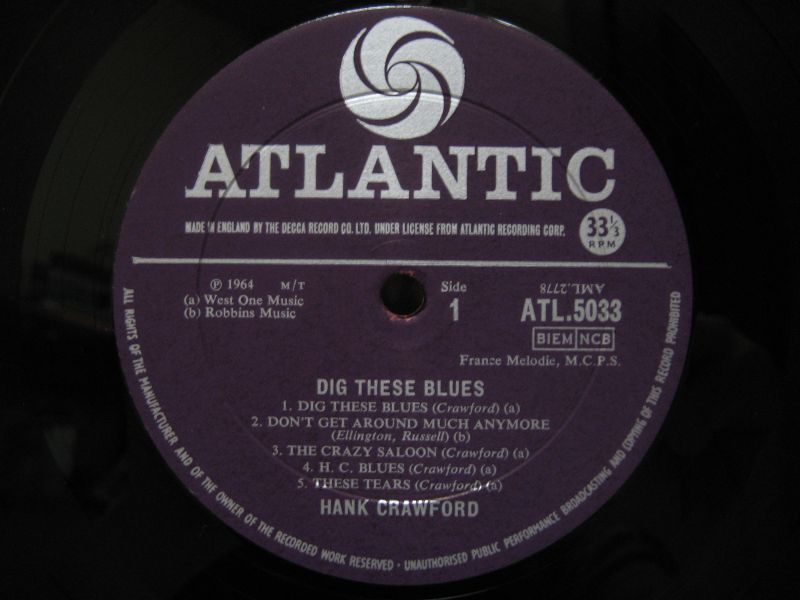 ATLANTIC
MADE IN ENGLAND BY THE DECCA RECORD CO. LTD. UNDER LICENSE FROM ATLANTIC RECORDING CORP.
33 1/3
RPM
℗ 1964 M/T
(a) West One Music
(b) Robbins Music
Side
1
AML.2778
ATL.5033
BIEM NCB
France Melodie, M.C.P.S.
DIG THESE BLUES
1. DIG THESE BLUES (Crawford) (a)
2. DON'T GET AROUND MUCH ANYMORE
(Ellington, Russell) (b)
3. THE CRAZY SALOON (Crawford) (a)
4. H. C. BLUES (Crawford) (a)
5. THESE TEARS (Crawford) (a)
HANK CRAWFORD
ALL RIGHTS OF THE MANUFACTURER AND OF THE OWNER OF THE RECORDED WORK RESERVED · UNAUTHORISED PUBLIC PERFORMANCE BROADCASTING AND COPYING OF THIS RECORD PROHIBITED